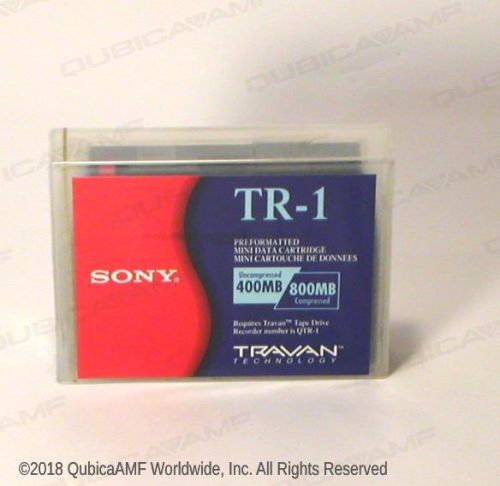 QUBICAAMF
TR-1
PREFORMATTED
MINI DATA CARTRIDGE
MINI CARTOUCHE DE DONNEES
SONY®
Uncompressed
400MB
800MB
Compressed
Requires Travan™ Tape Drive
Recorder number is QTR-1
TRAVAN™
TECHNOLOGY
©2018 QubicaAMF Worldwide, Inc. All Rights Reserved